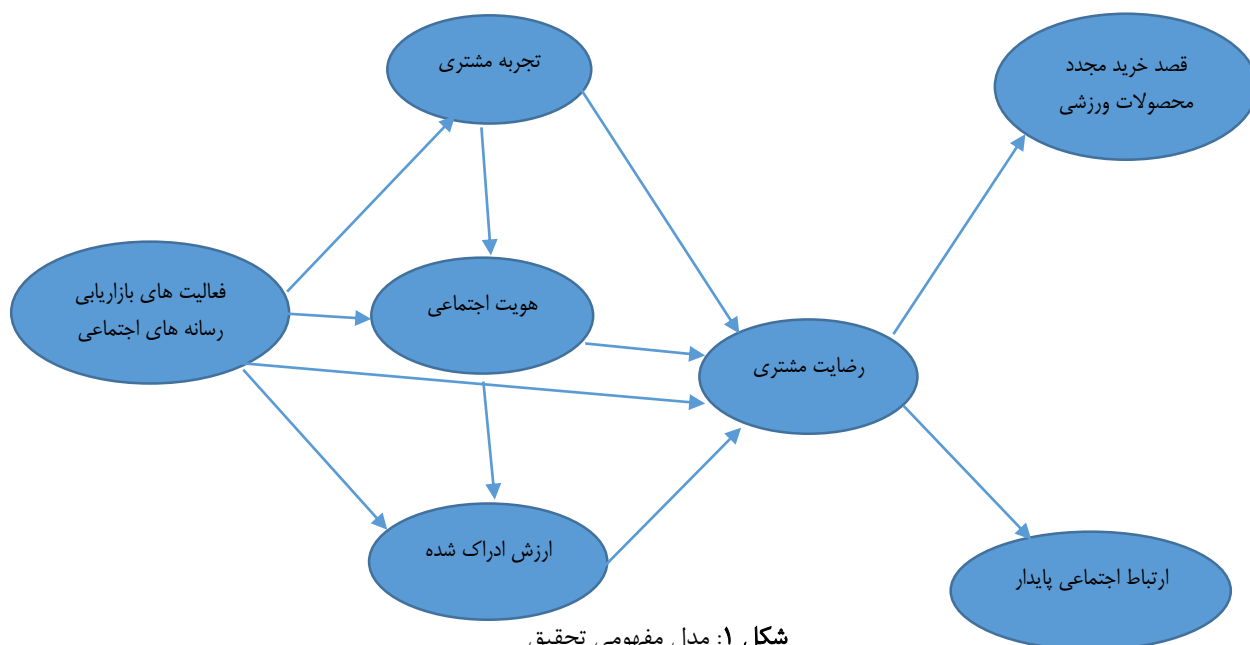 تجربه مشتری
قصد خرید مجدد
محصولات ورزشی
فعالیت های بازاریابی
رسانه های اجتماعی
هویت اجتماعی
رضایت مشتری
ارزش ادراک شده
ارتباط اجتماعی پایدار
شکل ۱: مدل مفهومی تحقیق